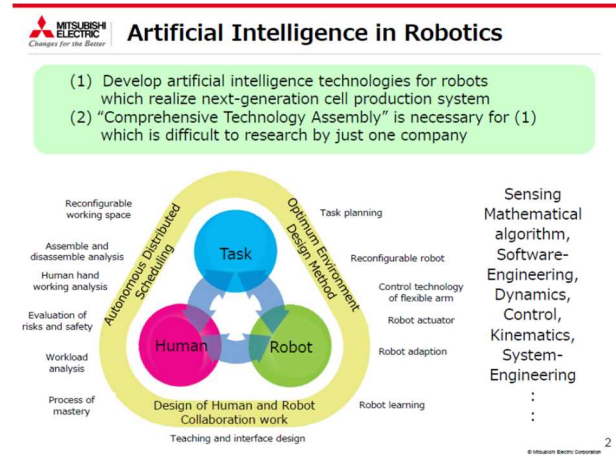 MITSUBISHI
ELECTRIC
Changes for the Better
Artificial Intelligence in Robotics
(1) Develop artificial intelligence technologies for robots
which realize next-generation cell production system
(2) “Comprehensive Technology Assembly” is necessary for (1)
which is difficult to research by just one company
Reconfigurable
working space
Assemble and
disassemble analysis
Human hand
working analysis
Evaluation of
risks and safety
Workload
analysis
Process of
mastery
Autonomous Distributed
Scheduling
Optimum Environment
Design Method
Task
Human
Robot
Design of Human and Robot
Collaboration work
Teaching and interface design
Task planning
Reconfigurable robot
Control technology
of flexible arm
Robot actuator
Robot adaption
Robot learning
Sensing
Mathematical
algorithm,
Software-
Engineering,
Dynamics,
Control,
Kinematics,
System-
Engineering
:
:
2
© Mitsubishi Electric Corporation